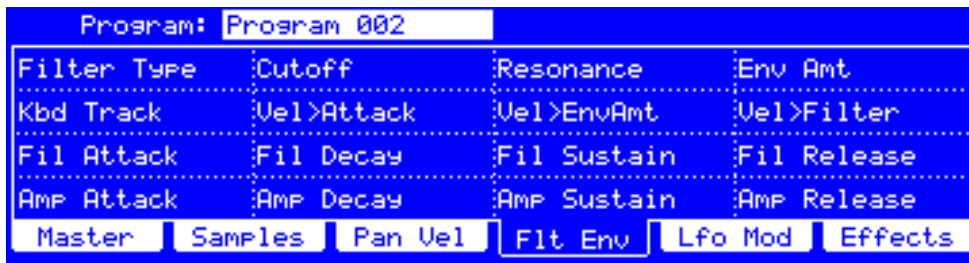 Program: Program 002
Filter Type Cutoff Resonance Env Amt
Kbd Track Vel>Attack Vel>EnvAmt Vel>Filter
Fil Attack Fil Decay Fil Sustain Fil Release
Amp Attack Amp Decay Amp Sustain Amp Release
Master Samples Pan Vel Flt Env Lfo Mod Effects